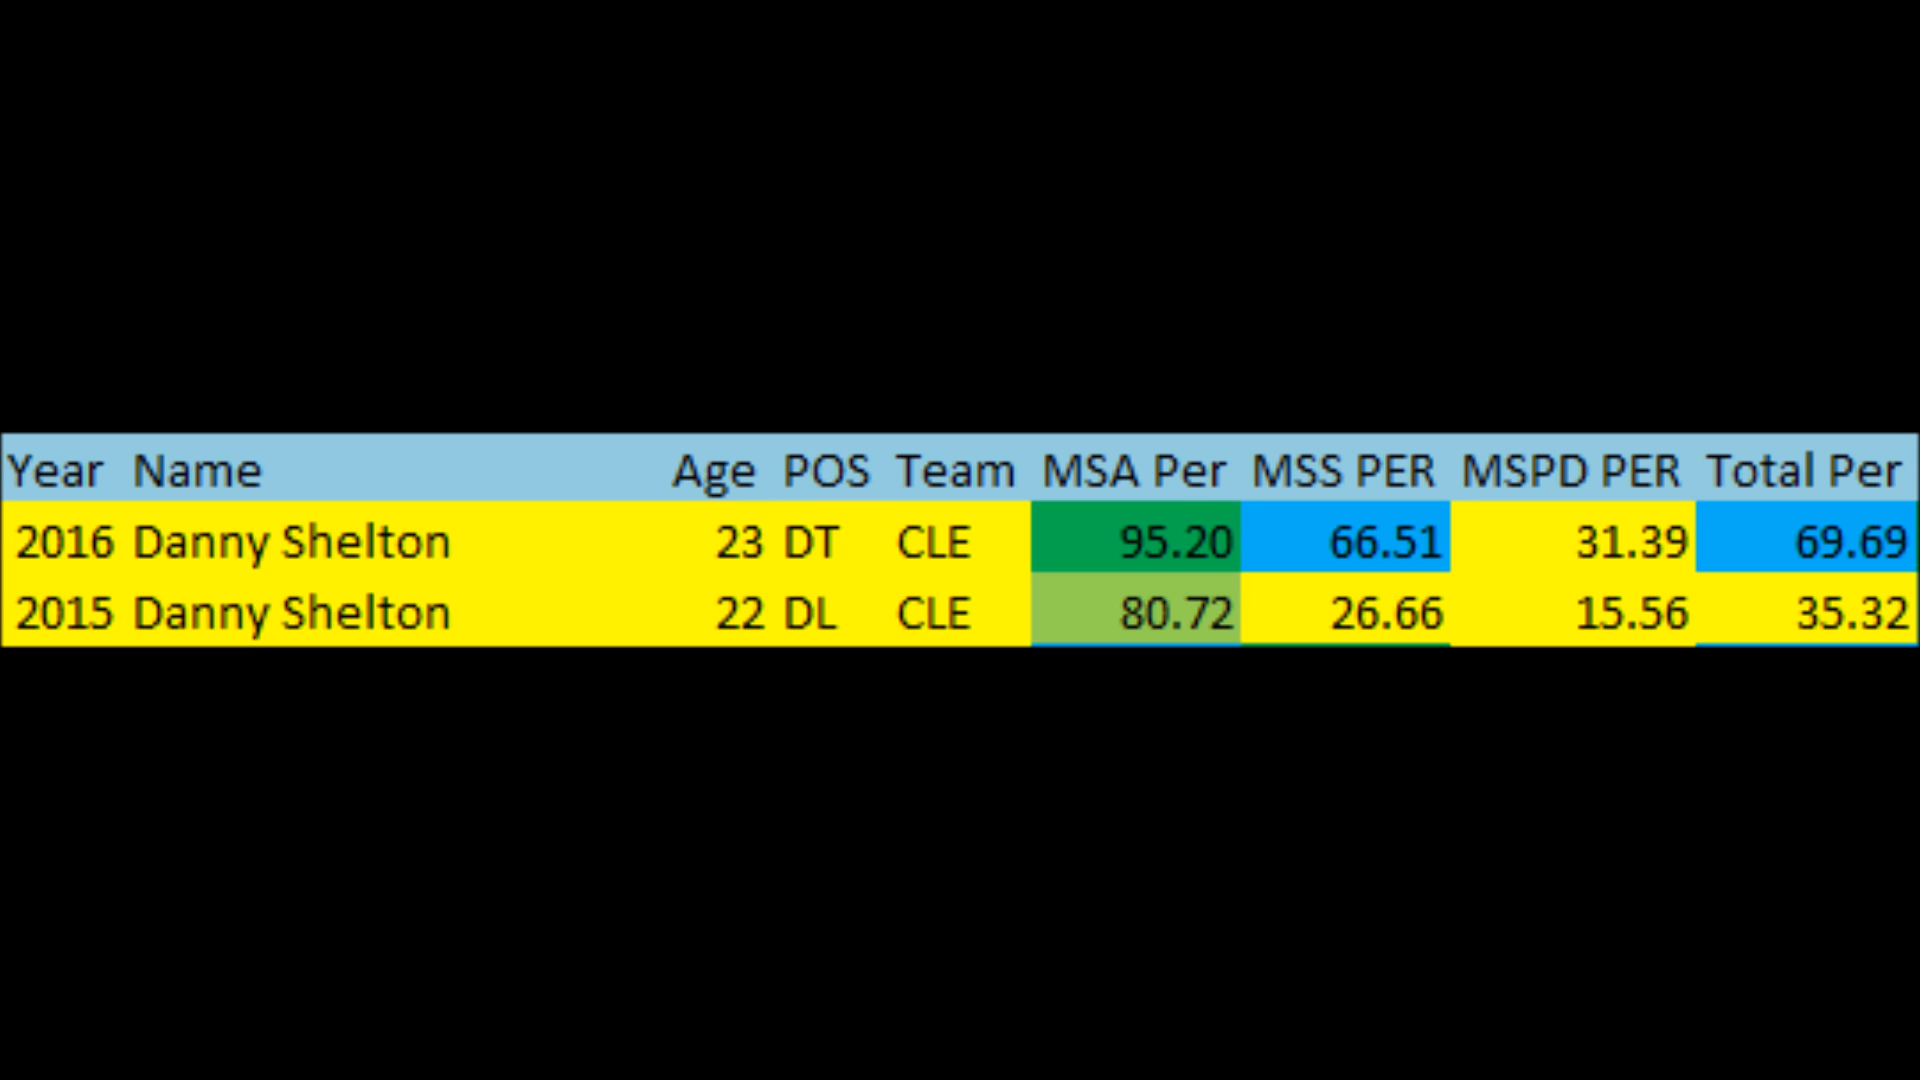 Year Name Age POS Team MSA Per MSS PER MSPD PER Total Per
2016 Danny Shelton 23 DT CLE 95.20 66.51 31.39 69.69
2015 Danny Shelton 22 DL CLE 80.72 26.66 15.56 35.32